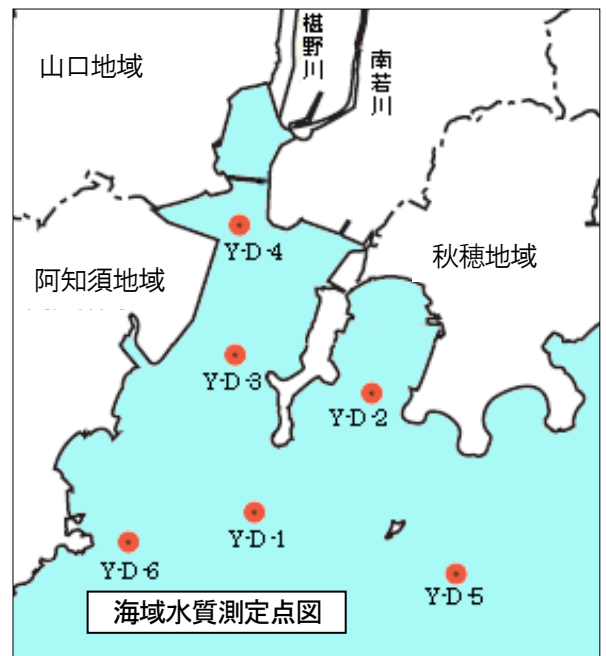 山口地域
椹野川
南若川
Y-D-4
秋穂地域
阿知須地域
Y-D-3
Y-D-2
Y-D-1
Y-D-6
Y-D-5
海域水質測定点図